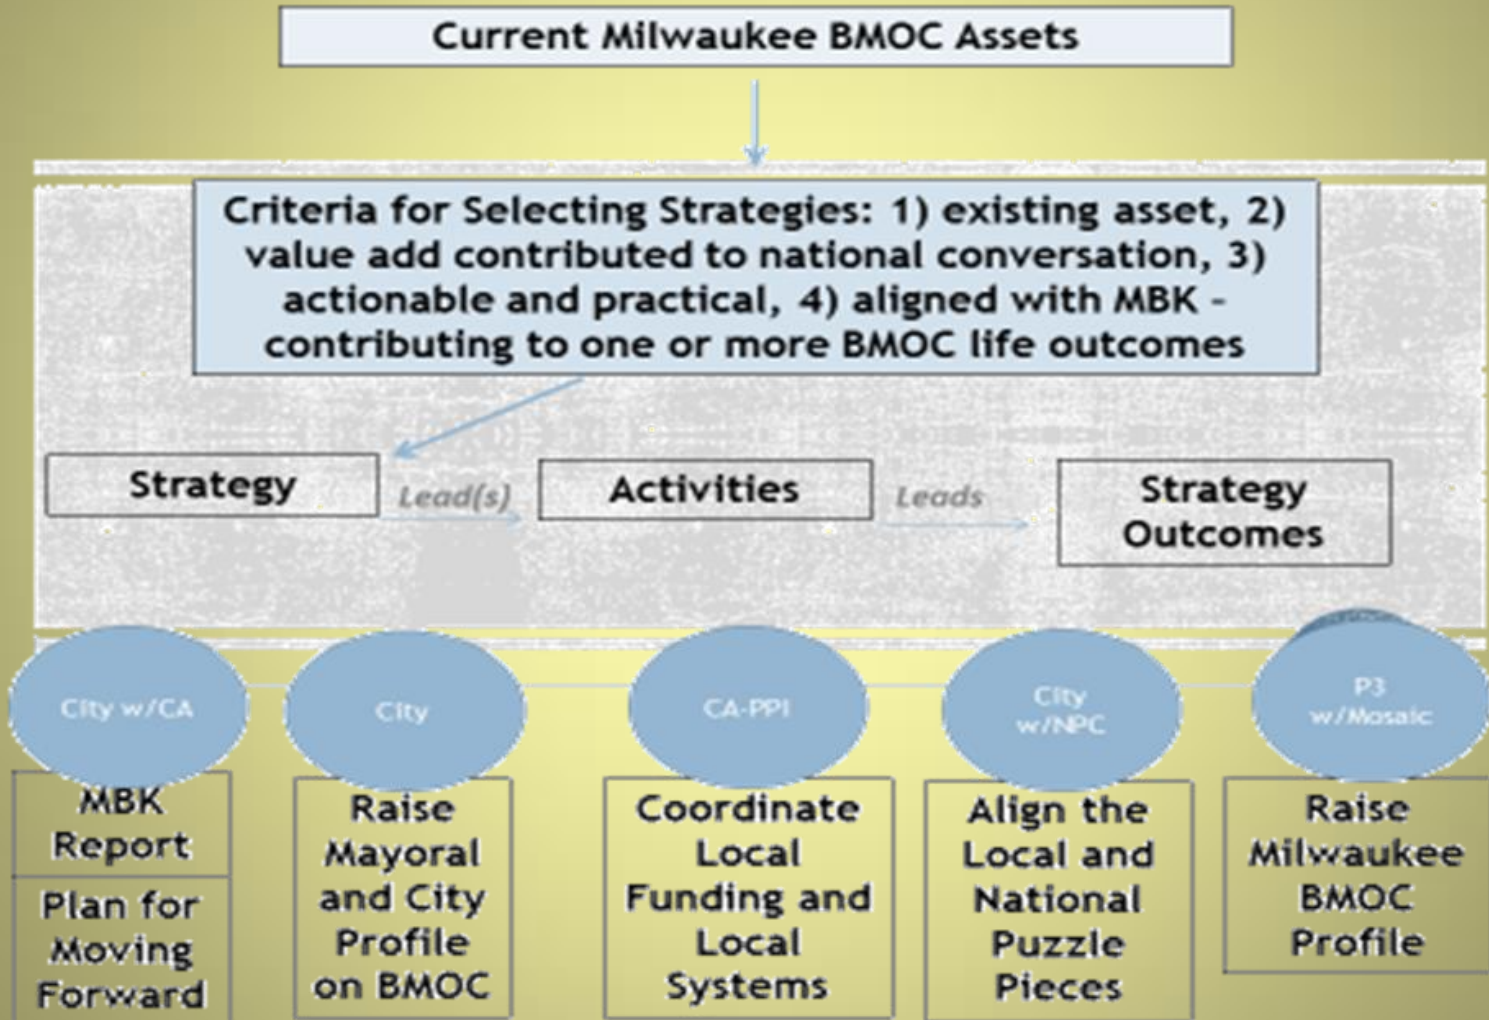 Current Milwaukee BMOC Assets
Criteria for Selecting Strategies: 1) existing asset, 2)
value add contributed to national conversation, 3)
actionable and practical, 4) aligned with MBK -
contributing to one or more BMOC life outcomes
Strategy
Lead(s)
Activities
Leads
Strategy
Outcomes
City w/CA
City
CA-PPI
City
w/NPC
P3
w/Mosaic
MBK
Report
Plan for
Moving
Forward
Raise
Mayoral
and City
Profile
on BMOC
Coordinate
Local
Funding and
Local
Systems
Align the
Local and
National
Puzzle
Pieces
Raise
Milwaukee
BMOC
Profile